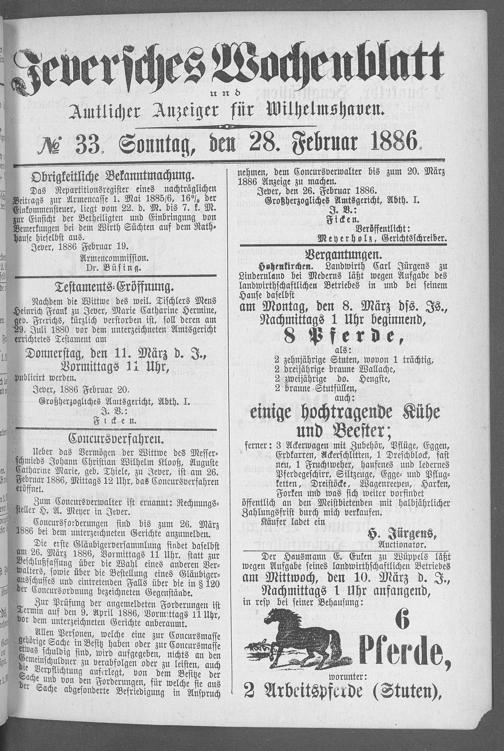 Jeversches Wochenblatt
und
Amtlicher Anzeiger für Wilhelmshaven.
№ 33. Sonntag, den 28. Februar 1886.
Obrigkeitliche Bekanntmachung.
Das Repartitionsregister eines nachträglichen
Beitrags zur Armencasse 1. Mai 1885/6, 16% der
Einkommensteuer, liegt vom 22. d. M. bis 7. k. M.
zur Einsicht der Betheiligten und Einbringung von
Bemerkungen bei dem Wirth Süchten auf dem Rath-
hause hieselbst aus.
Jever, 1886 Februar 19.
Armencommission.
Dr. Büsing.
Testaments-Eröffnung.
Nachdem die Wittwe des weil. Tischlers Mens
Heinrich Frank zu Jever, Marie Catharine Hermine,
geb. Frerichs, kürzlich verstorben ist, soll deren am
29. Juli 1880 vor dem unterzeichneten Amtsgericht
errichtetes Testament am
Donnerstag, den 11. März d. J.,
Vormittags 11 Uhr,
publicirt werden.
Jever, 1886 Februar 20.
Großherzogliches Amtsgericht, Abth. I.
J. V.:
Ficken.
Concursverfahren.
Ueber das Vermögen der Wittwe des Messer-
schmieds Johann Christian Wilhelm Kloos, Auguste
Catharine Marie, geb. Thiele, zu Jever, ist am 26.
Februar 1886, Mittags 12 Uhr, das Concursverfahren
eröffnet.
Zum Concursverwalter ist ernannt: Rechnungs-
steller H. A. Meyer in Jever.
Concursforderungen sind bis zum 26. März
1886 bei dem unterzeichneten Gericht anzumelden.
Die erste Gläubigerversammlung findet daselbst
am 26. März 1886, Vormittags 11 Uhr, statt zur
Beschlußfassung über die Wahl eines anderen Ver-
walters, sowie über die Bestellung eines Gläubiger-
ausschusses und eintretenden Falls über die in § 120
der Concursordnung bezeichneten Gegenstände.
Zur Prüfung der angemeldeten Forderungen ist
Termin auf den 9. April 1886, Vormittags 11 Uhr,
vor dem unterzeichneten Gerichte anberaumt.
Allen Personen, welche eine zur Concursmasse
gehörige Sache in Besitz haben oder zur Concursmasse
etwas schuldig sind, wird aufgegeben, nichts an den
Gemeinschuldner zu verabfolgen oder zu leisten, auch
die Verpflichtung auferlegt, von dem Besitze der
Sache und von den Forderungen, für welche sie aus
der Sache abgesonderte Befriedigung in Anspruch
nehmen, dem Concursverwalter bis zum 20. März
1886 Anzeige zu machen.
Jever, den 26. Februar 1886.
Großherzogliches Amtsgericht, Abth. I.
J. V.:
Ficken.
Veröffentlicht:
Meyerholz, Gerichtsschreiber.
Vergantungen.
Hohenkirchen. Landwirth Carl Jürgens zu
Lindernland bei Mederns läßt wegen Aufgabe des
landwirthschaftlichen Betriebes in und bei seinem
Hause daselbst
am Montag, den 8. März dfs. Js.,
Nachmittags 1 Uhr beginnend,
8 Pferde,
als:
2 zehnjährige Stuten, wovon 1 trächtig,
2 dreijährige braune Wallache,
2 zweijährige do. Hengste,
2 braune Stutfüllen,
auch:
einige hochtragende Kühe
und Beester;
ferner: 3 Ackerwagen mit Zubehör, Pflüge, Eggen,
Erdkarren, Ackerschlitten, 1 Dreschblock, fast
neu, 1 Fruchtweher, hanfenes und ledernes
Pferdegeschirr, Siltzeuge, Egge- und Pflug-
ketten, Dreistöcke, Wagenreepen, Harken,
Forken und was sich weiter vorfindet
öffentlich an den Meistbietenden mit halbjährlicher
Zahlungsfrist durch mich verkaufen.
Käufer ladet ein
H. Jürgens,
Auctionator.
Der Hausmann E. Euken zu Wüppels läßt
wegen Aufgabe seines landwirthschaftlichen Betriebes
am Mittwoch, den 10. März d. J.,
Nachmittags 1 Uhr anfangend,
in resp bei seiner Behausung:
6
Pferde,
worunter:
2 Arbeitspferde (Stuten),